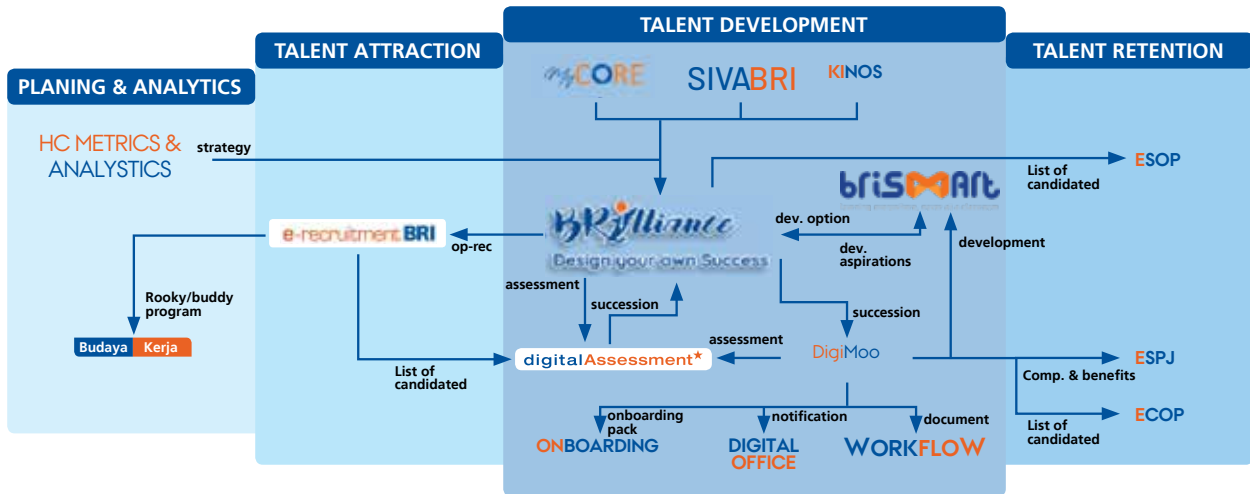 PLANING & ANALYTICS
HC METRICS &
ANALYSTICS
strategy
Rooky/buddy
program
Budaya Kerja
TALENT ATTRACTION
e-recruitment BRI
op-rec
List of
candidated
TALENT DEVELOPMENT
myCORE
SIVABRI
KINOS
BRIlliance
Design your own Success
briSMArt
dev. option
dev.
aspirations
development
assessment
succession
succession
digitalAssessment
assessment
DigiMoo
onboarding
pack
notification
document
ONBOARDING
DIGITAL
OFFICE
WORKFLOW
TALENT RETENTION
List of
candidated
ESOP
Comp. & benefits
ESPJ
List of
candidated
ECOP